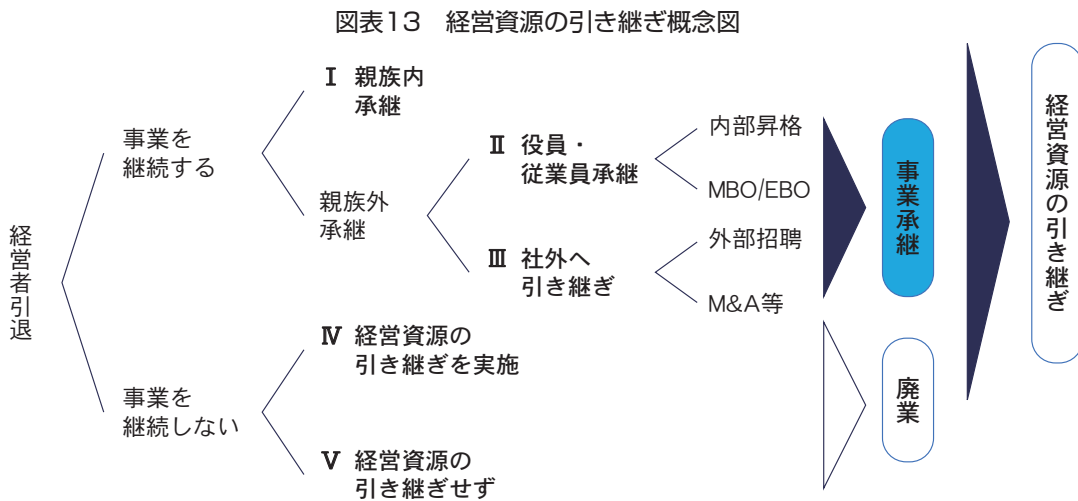 図表13　経営資源の引き継ぎ概念図
経営者引退
事業を
継続する
Ⅰ 親族内
承継
親族外
承継
Ⅱ 役員・
従業員承継
内部昇格
MBO/EBO
Ⅲ 社外へ
引き継ぎ
外部招聘
M&A等
事業を
継続しない
Ⅳ 経営資源の
引き継ぎを実施
Ⅴ 経営資源の
引き継ぎせず
事業承継
廃業
経営資源の引き継ぎ